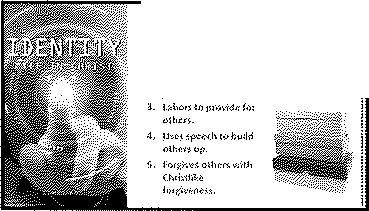 IDENTITY
3. Labors to provide for
others.
4. Uses speech to build
others up.
5. Forgives others with
Christlike
forgiveness.